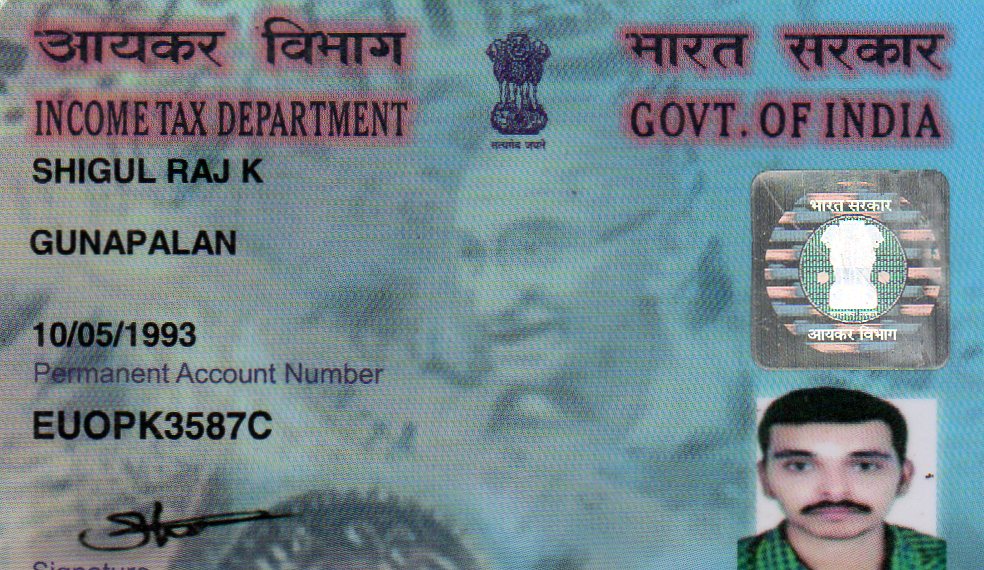 आयकर विभाग
भारत सरकार
INCOME TAX DEPARTMENT
GOVT. OF INDIA
सत्यमेव जयते
SHIGUL RAJ K
GUNAPALAN
भारत सरकार
आयकर विभाग
10/05/1993
Permanent Account Number
EUOPK3587C
Signature